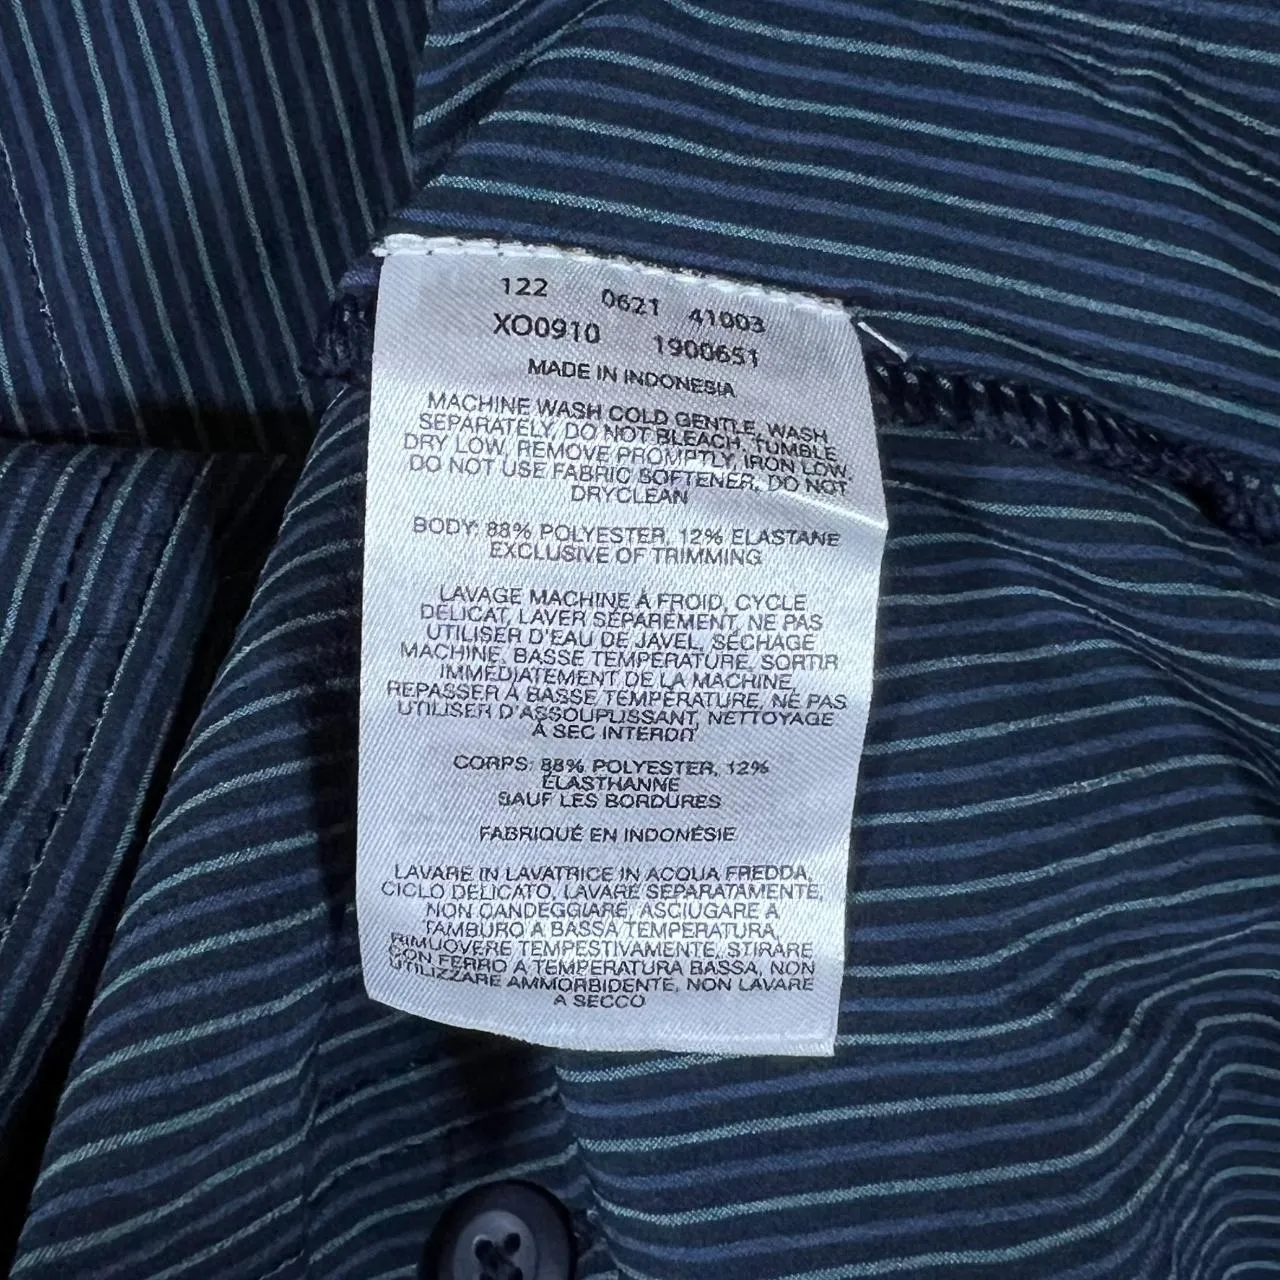 122 0621 41003
XO0910 1900651
MADE IN INDONESIA
MACHINE WASH COLD GENTLE, WASH
SEPARATELY, DO NOT BLEACH, TUMBLE
DRY LOW, REMOVE PROMPTLY, IRON LOW,
DO NOT USE FABRIC SOFTENER, DO NOT
DRYCLEAN
BODY: 88% POLYESTER, 12% ELASTANE
EXCLUSIVE OF TRIMMING
LAVAGE MACHINE À FROID, CYCLE
DÉLICAT, LAVER SÉPARÉMENT, NE PAS
UTILISER D'EAU DE JAVEL, SÉCHAGE
MACHINE, BASSE TEMPÉRATURE, SORTIR
IMMÉDIATEMENT DE LA MACHINE,
REPASSER À BASSE TEMPÉRATURE, NE PAS
UTILISER D'ASSOUPLISSANT, NETTOYAGE
À SEC INTERDIT
CORPS: 88% POLYESTER, 12%
ÉLASTHANNE
SAUF LES BORDURES
FABRIQUÉ EN INDONÉSIE
LAVARE IN LAVATRICE IN ACQUA FREDDA,
CICLO DELICATO, LAVARE SEPARATAMENTE,
NON CANDEGGIARE, ASCIUGARE A
TAMBURO A BASSA TEMPERATURA,
RIMUOVERE TEMPESTIVAMENTE, STIRARE
CON FERRO A TEMPERATURA BASSA, NON
UTILIZZARE AMMORBIDENTE, NON LAVARE
A SECCO